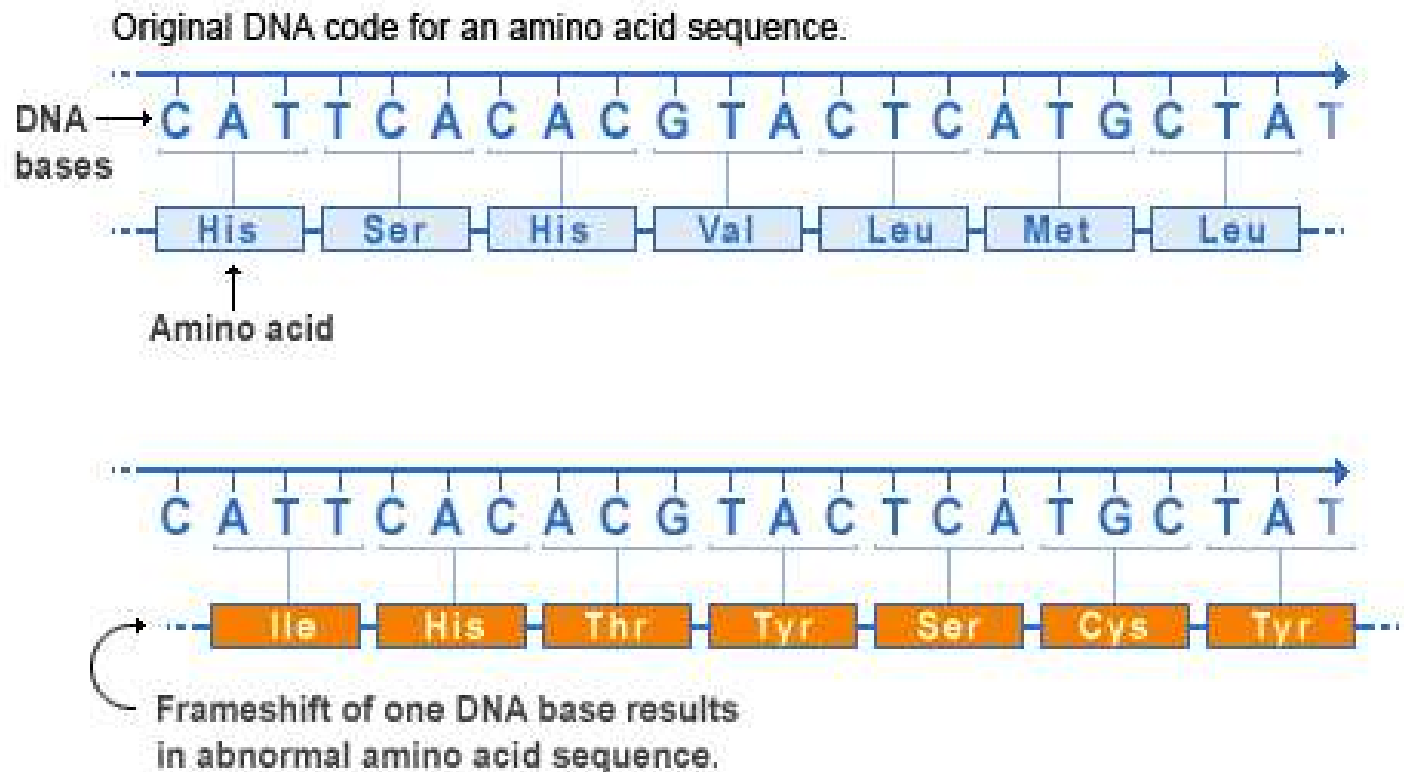 Original DNA code for an amino acid sequence.
DNA bases
C A T T C A C A C G T A C T C A T G C T A T
His Ser His Val Leu Met Leu
Amino acid
C A T T C A C A C G T A C T C A T G C T A T
Ile His Thr Tyr Ser Cys Tyr
Frameshift of one DNA base results
in abnormal amino acid sequence.